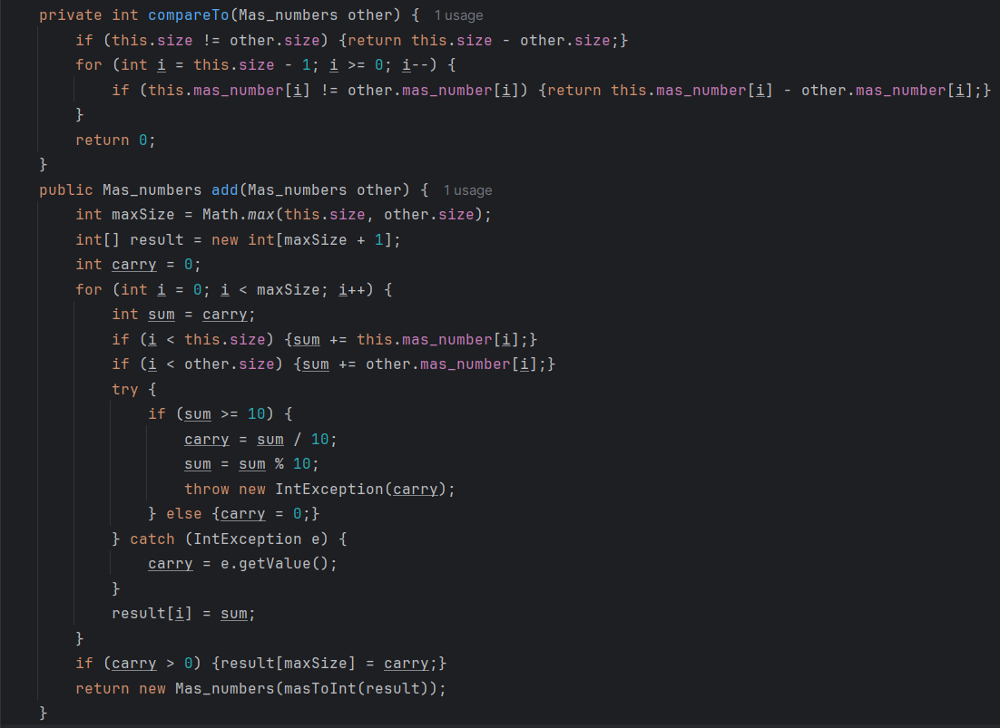 private int compareTo(Mas_numbers other) { 1 usage
    if (this.size != other.size) {return this.size - other.size;}
    for (int i = this.size - 1; i >= 0; i--) {
        if (this.mas_number[i] != other.mas_number[i]) {return this.mas_number[i] - other.mas_number[i];}
    }
    return 0;
}
public Mas_numbers add(Mas_numbers other) { 1 usage
    int maxSize = Math.max(this.size, other.size);
    int[] result = new int[maxSize + 1];
    int carry = 0;
    for (int i = 0; i < maxSize; i++) {
        int sum = carry;
        if (i < this.size) {sum += this.mas_number[i];}
        if (i < other.size) {sum += other.mas_number[i];}
        try {
            if (sum >= 10) {
                carry = sum / 10;
                sum = sum % 10;
                throw new IntException(carry);
            } else {carry = 0;}
        } catch (IntException e) {
            carry = e.getValue();
        }
        result[i] = sum;
    }
    if (carry > 0) {result[maxSize] = carry;}
    return new Mas_numbers(masToInt(result));
}